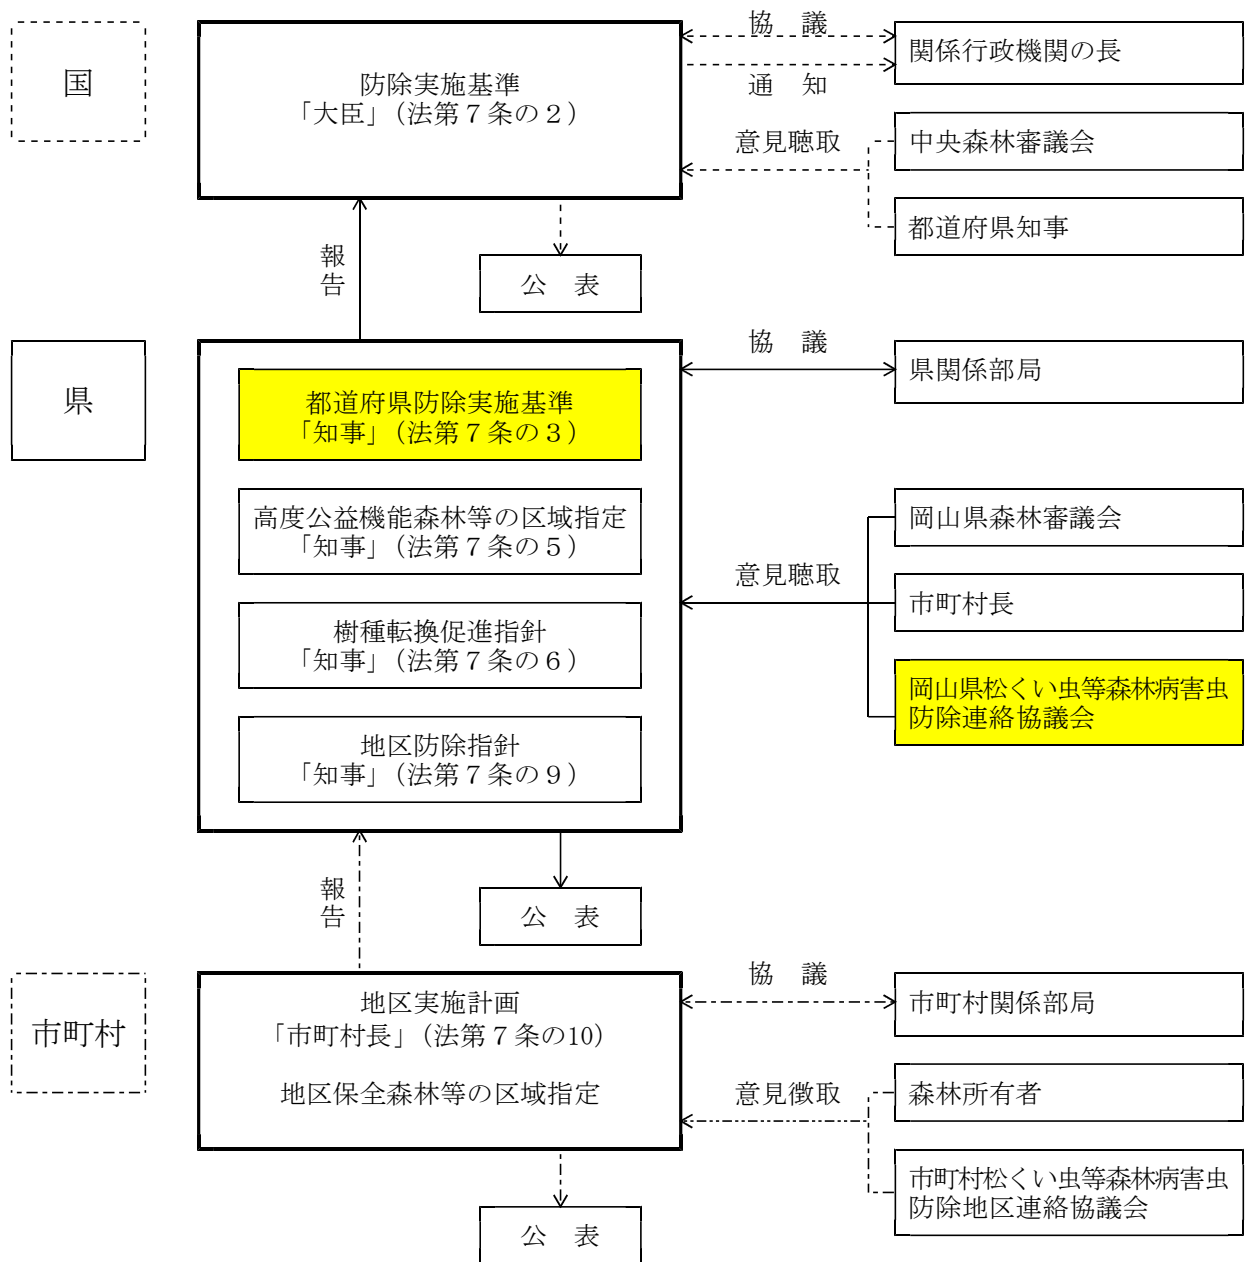 国
防除実施基準
「大臣」（法第７条の２）
協　議
通　知
関係行政機関の長
意見聴取
中央森林審議会
都道府県知事
報告
公　表
県
都道府県防除実施基準
「知事」（法第７条の３）
高度公益機能森林等の区域指定
「知事」（法第７条の５）
樹種転換促進指針
「知事」（法第７条の６）
地区防除指針
「知事」（法第７条の９）
協　議
県関係部局
意見聴取
岡山県森林審議会
市町村長
岡山県松くい虫等森林病害虫
防除連絡協議会
報告
公　表
市町村
地区実施計画
「市町村長」（法第７条の10）
地区保全森林等の区域指定
協　議
市町村関係部局
意見徴取
森林所有者
市町村松くい虫等森林病害虫
防除地区連絡協議会
公　表